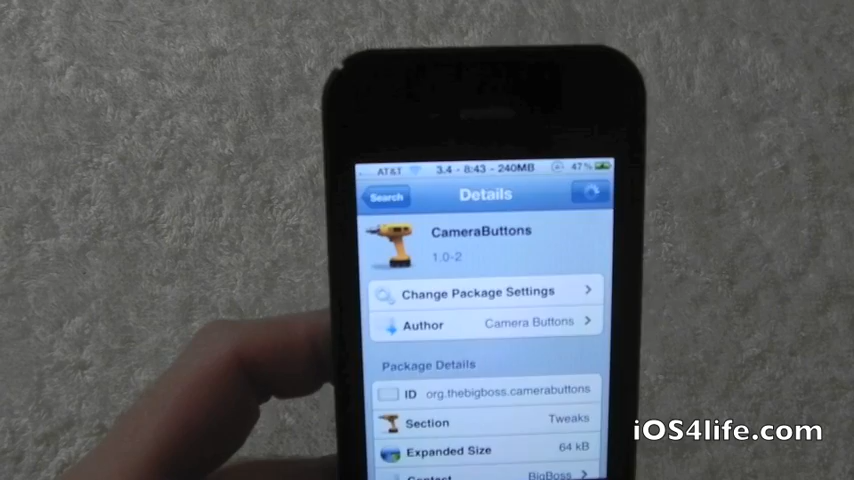 AT&T 3.4 - 8:43 - 240MB 47%
Search Details
CameraButtons
1.0-2
Change Package Settings
Author Camera Buttons
Package Details
ID org.thebigboss.camerabuttons
Section Tweaks
Expanded Size 64 kB
Contact BigBoss
iOS4life.com